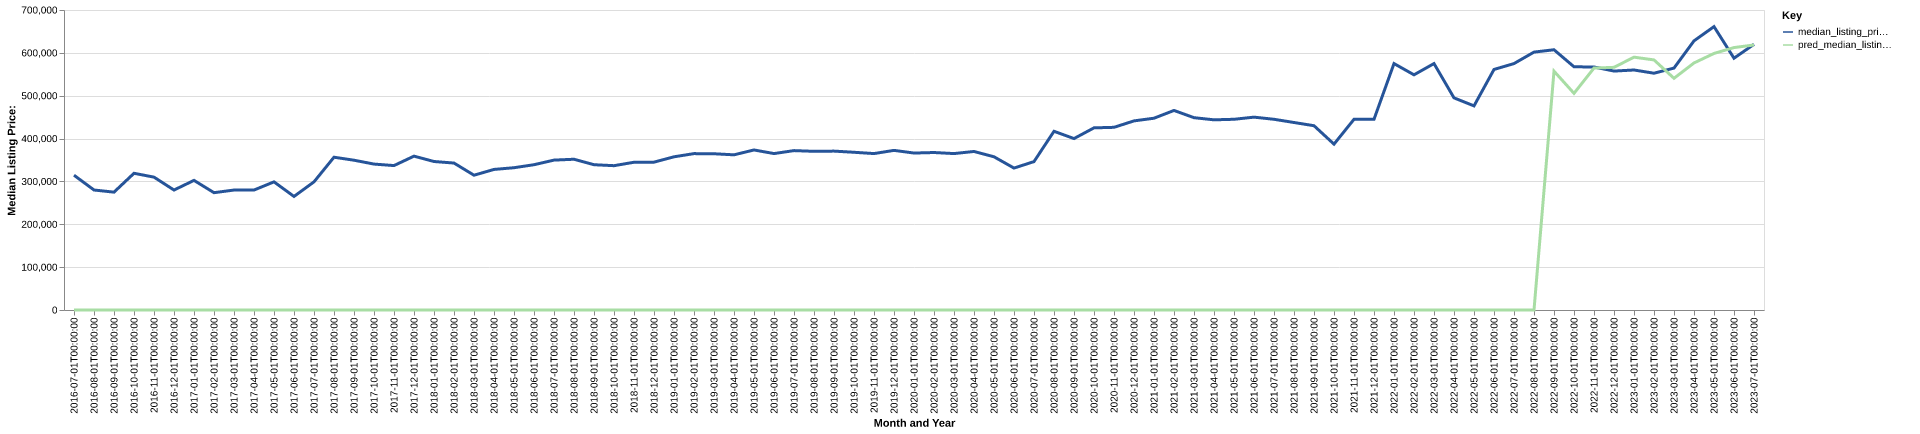 700,000
600,000
500,000
400,000
300,000
200,000
100,000
0
Median Listing Price:
2016-07-01T00:00:00
2016-08-01T00:00:00
2016-09-01T00:00:00
2016-10-01T00:00:00
2016-11-01T00:00:00
2016-12-01T00:00:00
2017-01-01T00:00:00
2017-02-01T00:00:00
2017-03-01T00:00:00
2017-04-01T00:00:00
2017-05-01T00:00:00
2017-06-01T00:00:00
2017-07-01T00:00:00
2017-08-01T00:00:00
2017-09-01T00:00:00
2017-10-01T00:00:00
2017-11-01T00:00:00
2017-12-01T00:00:00
2018-01-01T00:00:00
2018-02-01T00:00:00
2018-03-01T00:00:00
2018-04-01T00:00:00
2018-05-01T00:00:00
2018-06-01T00:00:00
2018-07-01T00:00:00
2018-08-01T00:00:00
2018-09-01T00:00:00
2018-10-01T00:00:00
2018-11-01T00:00:00
2018-12-01T00:00:00
2019-01-01T00:00:00
2019-02-01T00:00:00
2019-03-01T00:00:00
2019-04-01T00:00:00
2019-05-01T00:00:00
2019-06-01T00:00:00
2019-07-01T00:00:00
2019-08-01T00:00:00
2019-09-01T00:00:00
2019-10-01T00:00:00
2019-11-01T00:00:00
2019-12-01T00:00:00
2020-01-01T00:00:00
2020-02-01T00:00:00
2020-03-01T00:00:00
2020-04-01T00:00:00
2020-05-01T00:00:00
2020-06-01T00:00:00
2020-07-01T00:00:00
2020-08-01T00:00:00
2020-09-01T00:00:00
2020-10-01T00:00:00
2020-11-01T00:00:00
2020-12-01T00:00:00
2021-01-01T00:00:00
2021-02-01T00:00:00
2021-03-01T00:00:00
2021-04-01T00:00:00
2021-05-01T00:00:00
2021-06-01T00:00:00
2021-07-01T00:00:00
2021-08-01T00:00:00
2021-09-01T00:00:00
2021-10-01T00:00:00
2021-11-01T00:00:00
2021-12-01T00:00:00
2022-01-01T00:00:00
2022-02-01T00:00:00
2022-03-01T00:00:00
2022-04-01T00:00:00
2022-05-01T00:00:00
2022-06-01T00:00:00
2022-07-01T00:00:00
2022-08-01T00:00:00
2022-09-01T00:00:00
2022-10-01T00:00:00
2022-11-01T00:00:00
2022-12-01T00:00:00
2023-01-01T00:00:00
2023-02-01T00:00:00
2023-03-01T00:00:00
2023-04-01T00:00:00
2023-05-01T00:00:00
2023-06-01T00:00:00
2023-07-01T00:00:00
Month and Year
Key
median_listing_pri…
pred_median_listin…